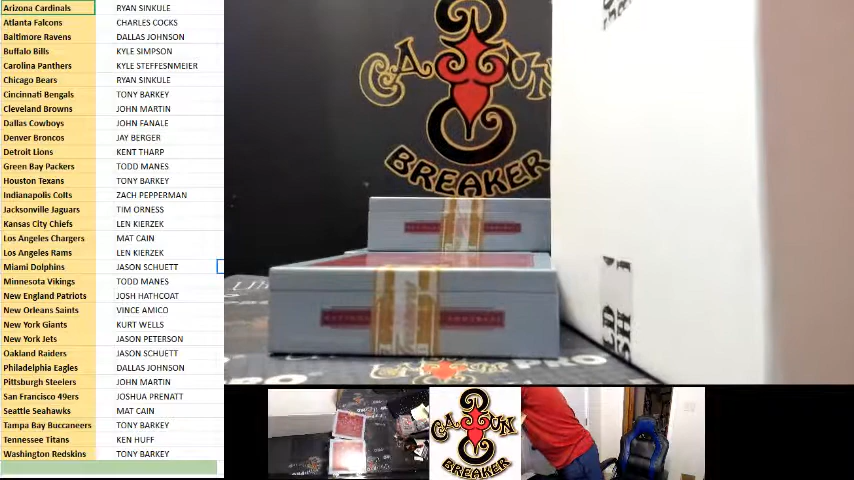 Arizona Cardinals RYAN SINKULE
Atlanta Falcons CHARLES COCKS
Baltimore Ravens DALLAS JOHNSON
Buffalo Bills KYLE SIMPSON
Carolina Panthers KYLE STEFFESNMEIER
Chicago Bears RYAN SINKULE
Cincinnati Bengals TONY BARKEY
Cleveland Browns JOHN MARTIN
Dallas Cowboys JOHN FANALE
Denver Broncos JAY BERGER
Detroit Lions KENT THARP
Green Bay Packers TODD MANES
Houston Texans TONY BARKEY
Indianapolis Colts ZACH PEPPERMAN
Jacksonville Jaguars TIM ORNESS
Kansas City Chiefs LEN KIERZEK
Los Angeles Chargers MAT CAIN
Los Angeles Rams LEN KIERZEK
Miami Dolphins JASON SCHUETT
Minnesota Vikings TODD MANES
New England Patriots JOSH HATHCOAT
New Orleans Saints VINCE AMICO
New York Giants KURT WELLS
New York Jets JASON PETERSON
Oakland Raiders JASON SCHUETT
Philadelphia Eagles DALLAS JOHNSON
Pittsburgh Steelers JOHN MARTIN
San Francisco 49ers JOSHUA PRENATT
Seattle Seahawks MAT CAIN
Tampa Bay Buccaneers TONY BARKEY
Tennessee Titans KEN HUFF
Washington Redskins TONY BARKEY
CAJUN
BREAKER
CAJUN
BREAKER